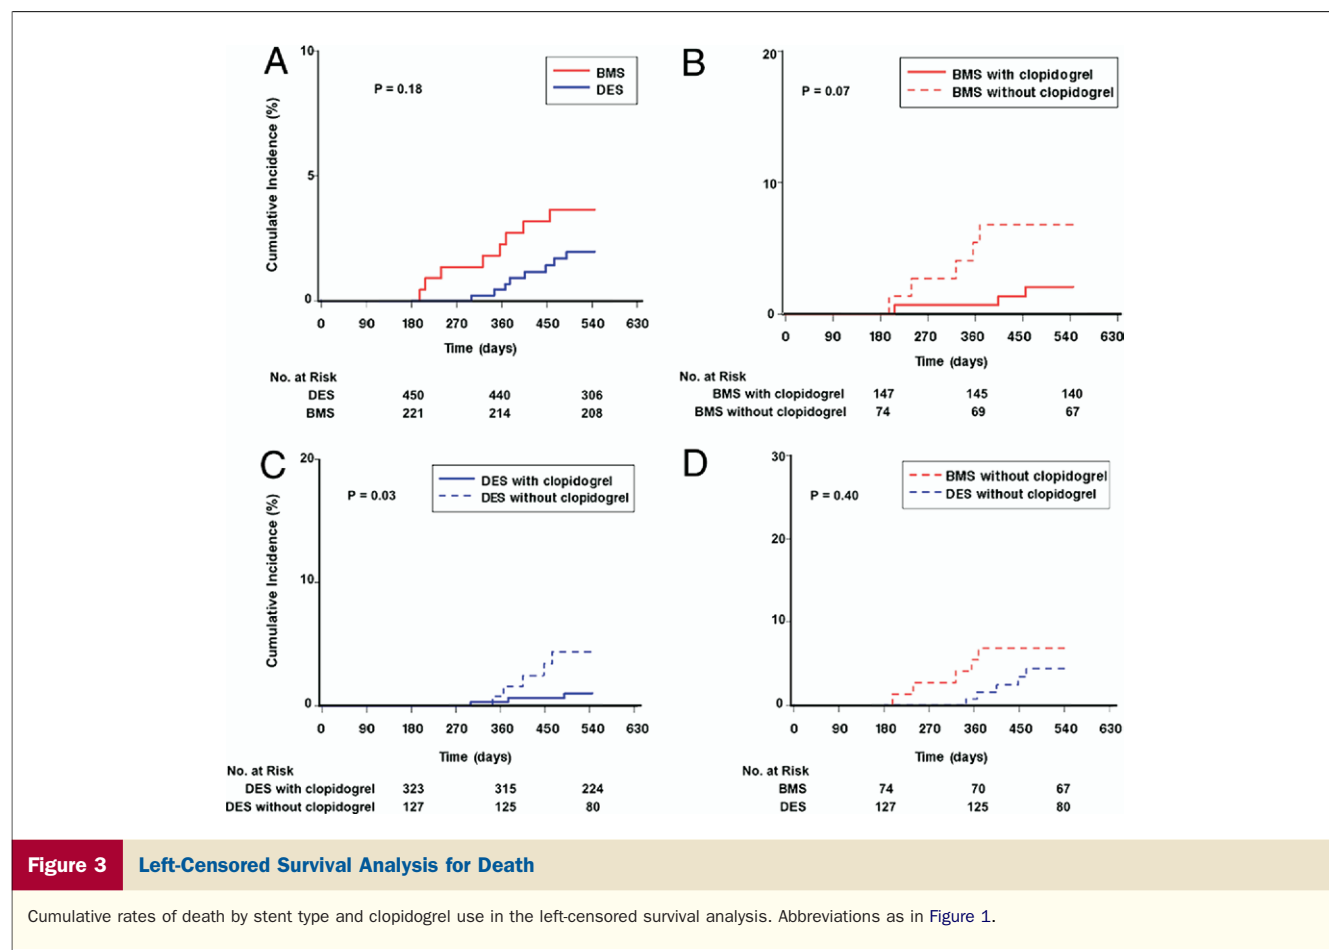 A
10
5
0
Cumulative Incidence (%)
P = 0.18
BMS
DES
0 90 180 270 360 450 540 630
Time (days)
No. at Risk
DES 450 440 306
BMS 221 214 208
B
20
10
0
P = 0.07
BMS with clopidogrel
BMS without clopidogrel
0 90 180 270 360 450 540 630
Time (days)
No. at Risk
BMS with clopidogrel 147 145 140
BMS without clopidogrel 74 69 67
C
20
10
0
Cumulative Incidence (%)
P = 0.03
DES with clopidogrel
DES without clopidogrel
0 90 180 270 360 450 540 630
Time (days)
No. at Risk
DES with clopidogrel 323 315 224
DES without clopidogrel 127 125 80
D
30
20
10
0
P = 0.40
BMS without clopidogrel
DES without clopidogrel
0 90 180 270 360 450 540 630
Time (days)
No. at Risk
BMS 74 70 67
DES 127 125 80
Figure 3 Left-Censored Survival Analysis for Death
Cumulative rates of death by stent type and clopidogrel use in the left-censored survival analysis. Abbreviations as in Figure 1.